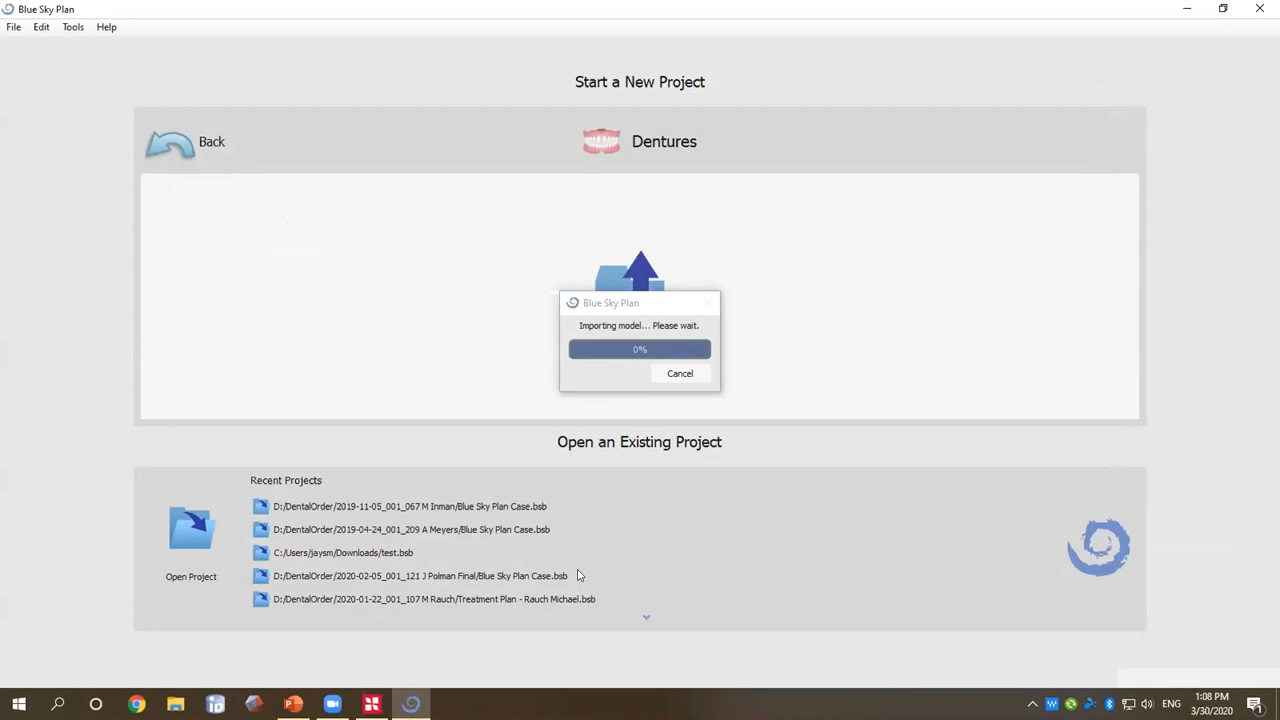 Blue Sky Plan
File Edit Tools Help
Start a New Project
Back
Dentures
Blue Sky Plan
Importing model... Please wait.
0%
Cancel
Open an Existing Project
Recent Projects
D:/DentalOrder/2019-11-05_001_067 M Inman/Blue Sky Plan Case.bsb
D:/DentalOrder/2019-04-24_001_209 A Meyers/Blue Sky Plan Case.bsb
C:/Users/jaysm/Downloads/test.bsb
D:/DentalOrder/2020-02-05_001_121 J Polman Final/Blue Sky Plan Case.bsb
D:/DentalOrder/2020-01-22_001_107 M Rauch/Treatment Plan - Rauch Michael.bsb
Open Project
ENG
1:08 PM
3/30/2020